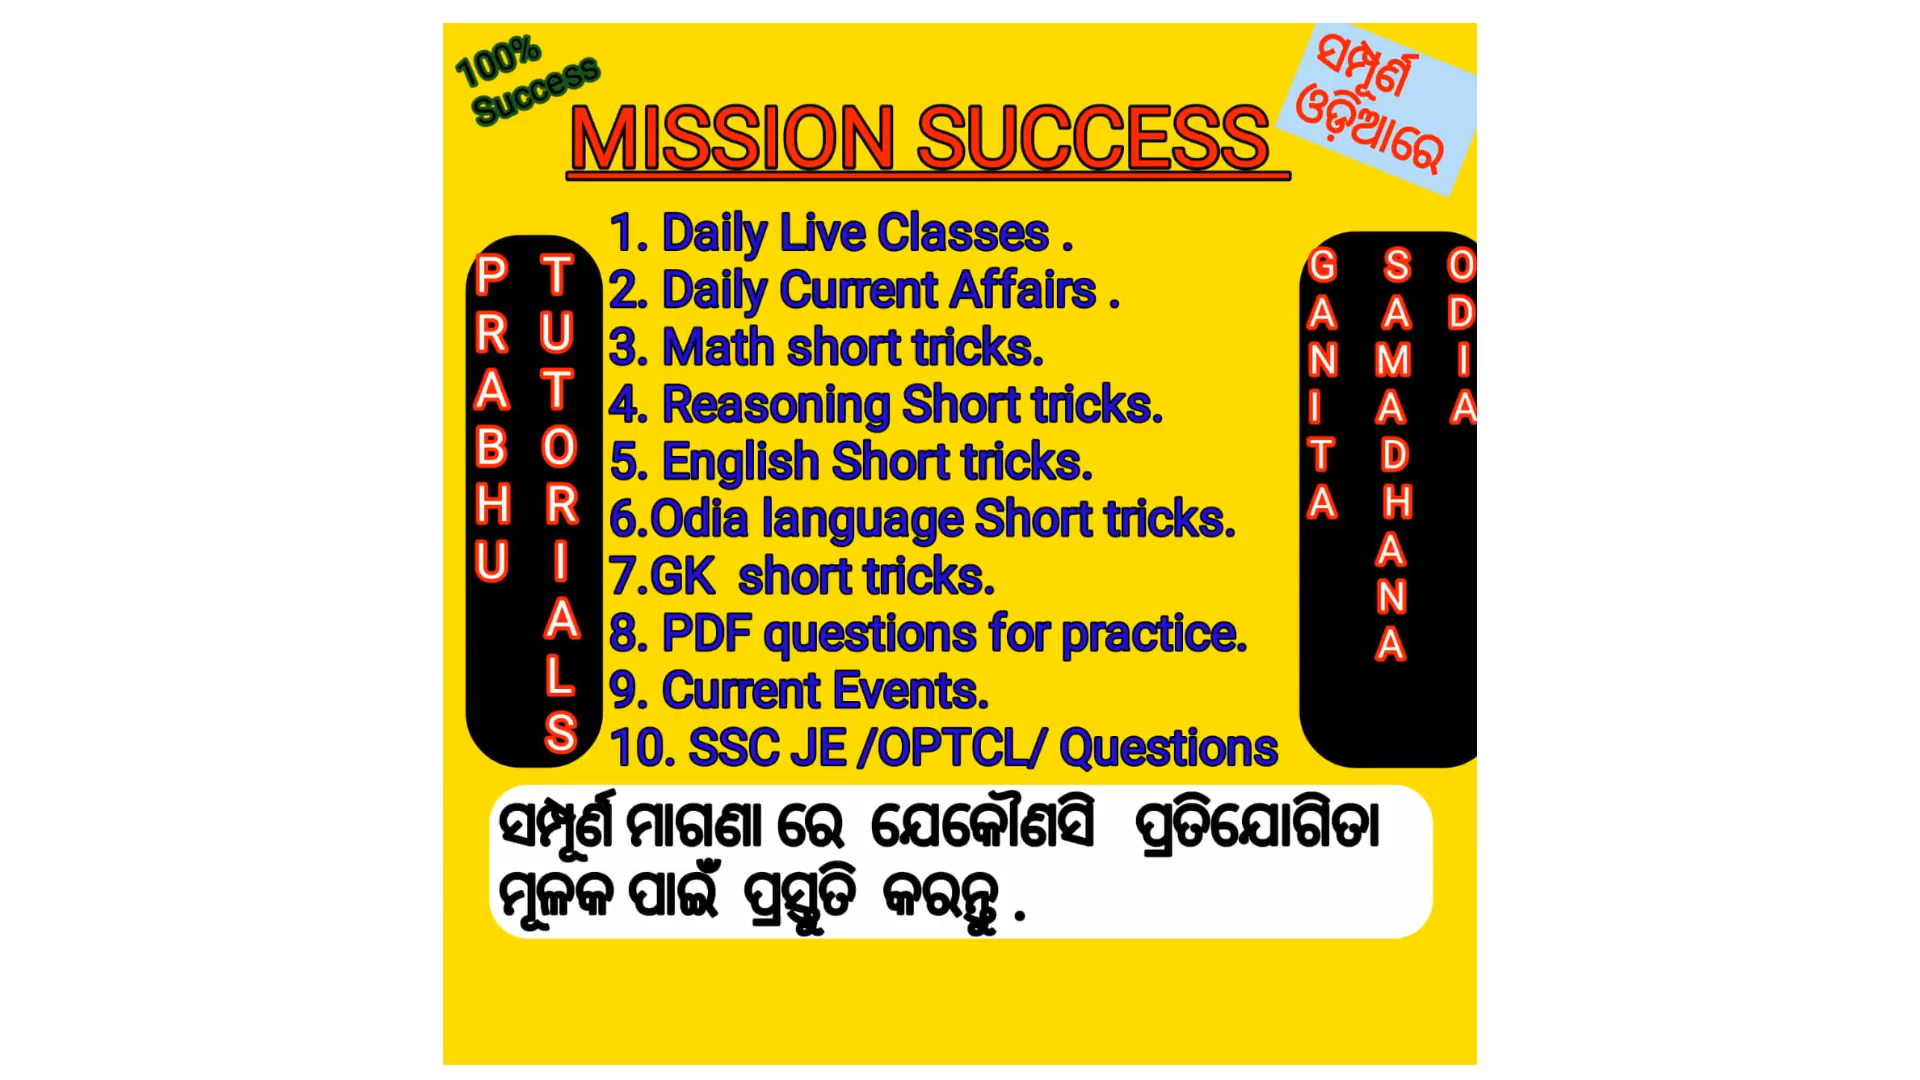 100%
Success
MISSION SUCCESS
ସମ୍ପୂର୍ଣ
ଓଡ଼ିଆରେ
PRABHU
TUTORIALS
1. Daily Live Classes .
2. Daily Current Affairs .
3. Math short tricks.
4. Reasoning Short tricks.
5. English Short tricks.
6.Odia language Short tricks.
7.GK short tricks.
8. PDF questions for practice.
9. Current Events.
10. SSC JE /OPTCL/ Questions
GANITA
SAMADHANA
ODIA
ସମ୍ପୂର୍ଣ ମାଗଣା ରେ ଯେକୌଣସି ପ୍ରତିଯୋଗିତା
ମୂଳକ ପାଇଁ ପ୍ରସ୍ତୁତି କରନ୍ତୁ .